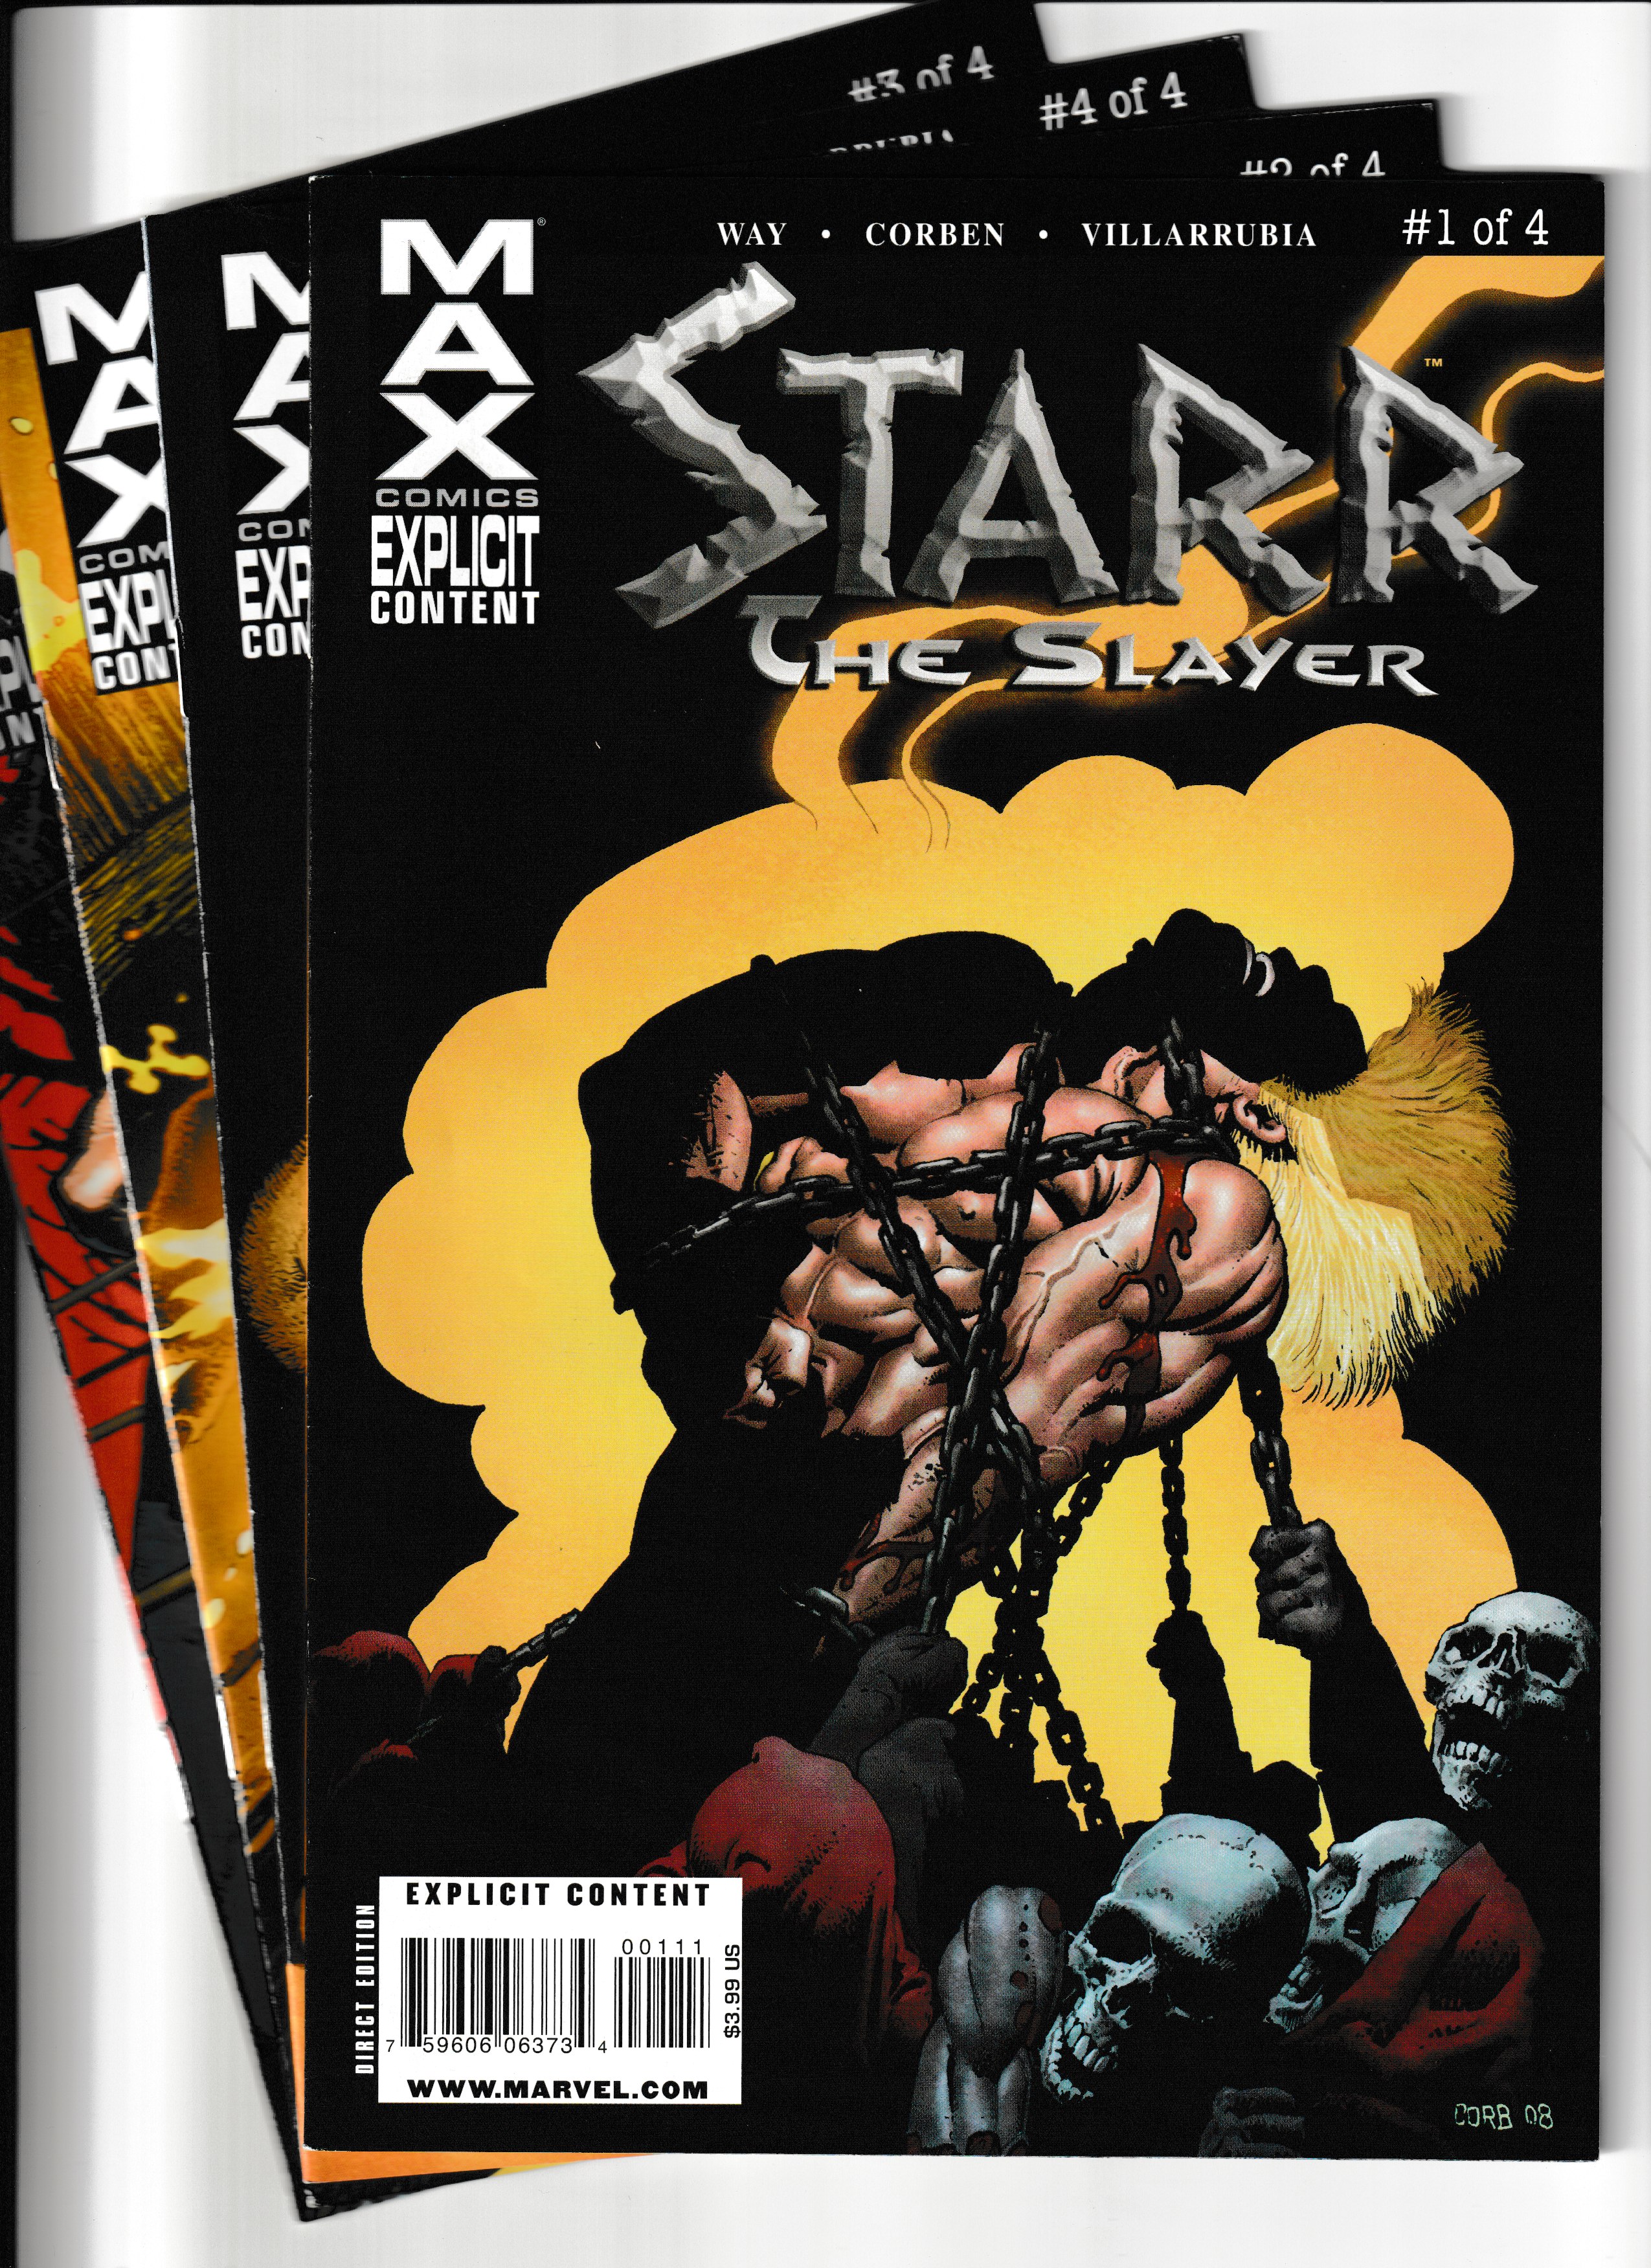 #3 of 4
#4 of 4
#2 of 4
WAY • CORBEN • VILLARRUBIA
#1 of 4
MAX®
COMICS
EXPLICIT
CONTENT
STARR™
THE SLAYER
EXPLICIT CONTENT
DIRECT EDITION
00111
7 59606 06373 4
$3.99 US
WWW.MARVEL.COM
CORB 08